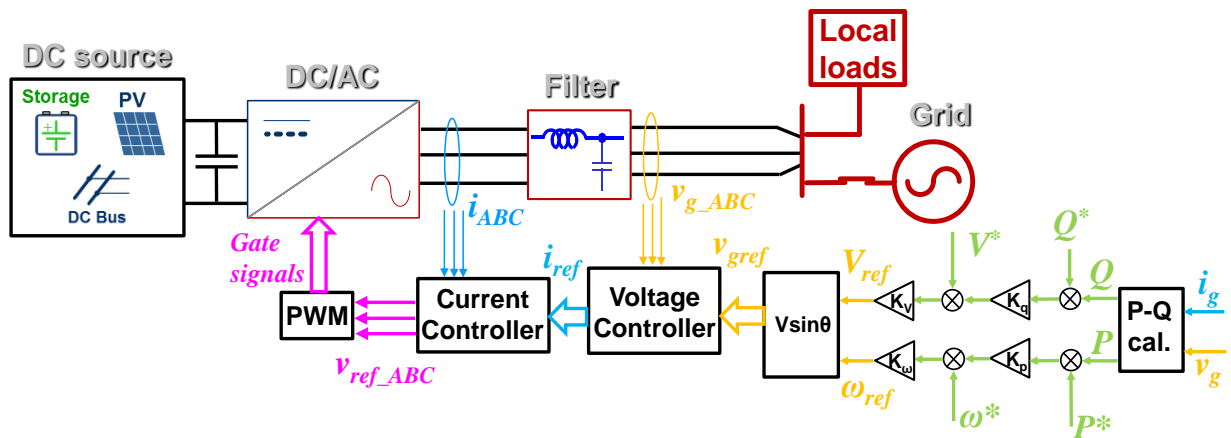 DC source
Storage
PV
DC Bus
DC/AC
Filter
Local
loads
Grid
i_ABC
v_g_ABC
Gate
signals
i_ref
v_gref
V_ref
V*
Q*
Q
i_g
PWM
Current
Controller
Voltage
Controller
Vsinθ
K_V
K_q
P-Q
cal.
K_ω
K_p
P
v_g
v_ref_ABC
ω_ref
ω*
P*